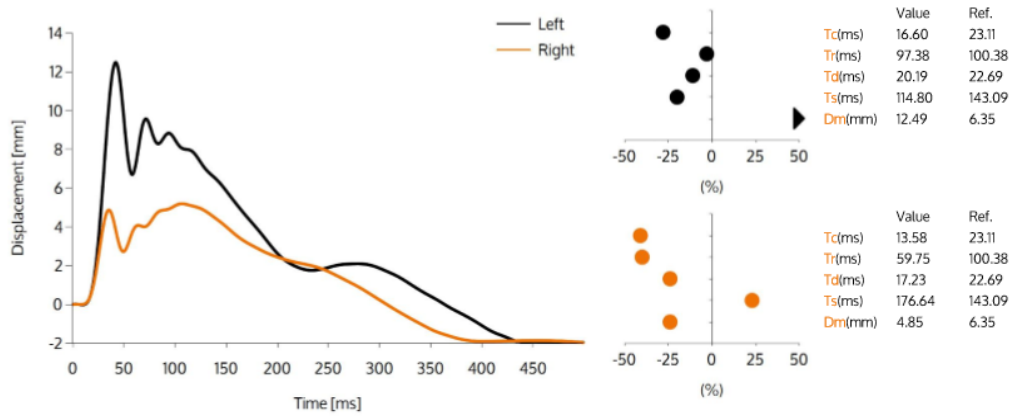 14
12
10
8
6
4
2
0
-2
Displacement [mm]
0 50 100 150 200 250 300 350 400 450
Time [ms]
Left
Right
-50 -25 0 25 50
(%)
Value Ref.
Tc(ms) 16.60 23.11
Tr(ms) 97.38 100.38
Td(ms) 20.19 22.69
Ts(ms) 114.80 143.09
Dm(mm) 12.49 6.35
-50 -25 0 25 50
(%)
Value Ref.
Tc(ms) 13.58 23.11
Tr(ms) 59.75 100.38
Td(ms) 17.23 22.69
Ts(ms) 176.64 143.09
Dm(mm) 4.85 6.35